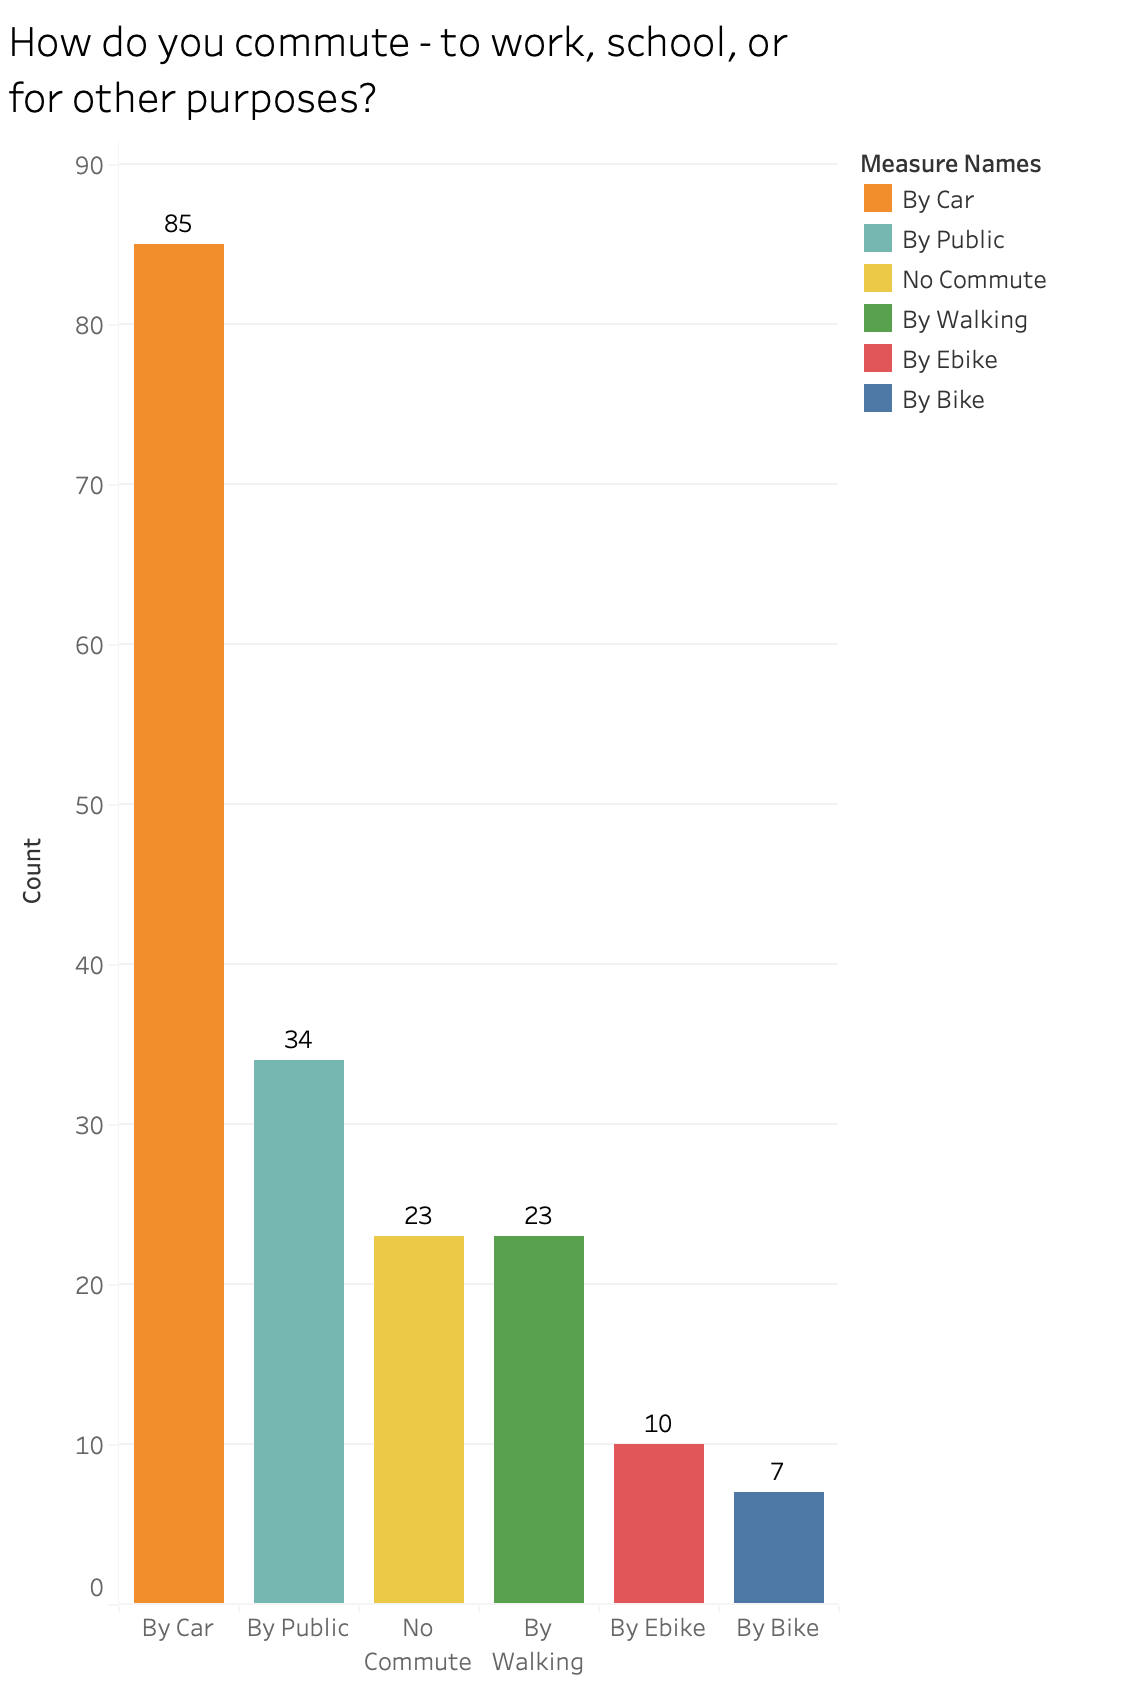 How do you commute - to work, school, or
for other purposes?
Measure Names
By Car
By Public
No Commute
By Walking
By Ebike
By Bike
Count
90
80
70
60
50
40
30
20
10
0
85
34
23
23
10
7
By Car
By Public
No
Commute
By
Walking
By Ebike
By Bike